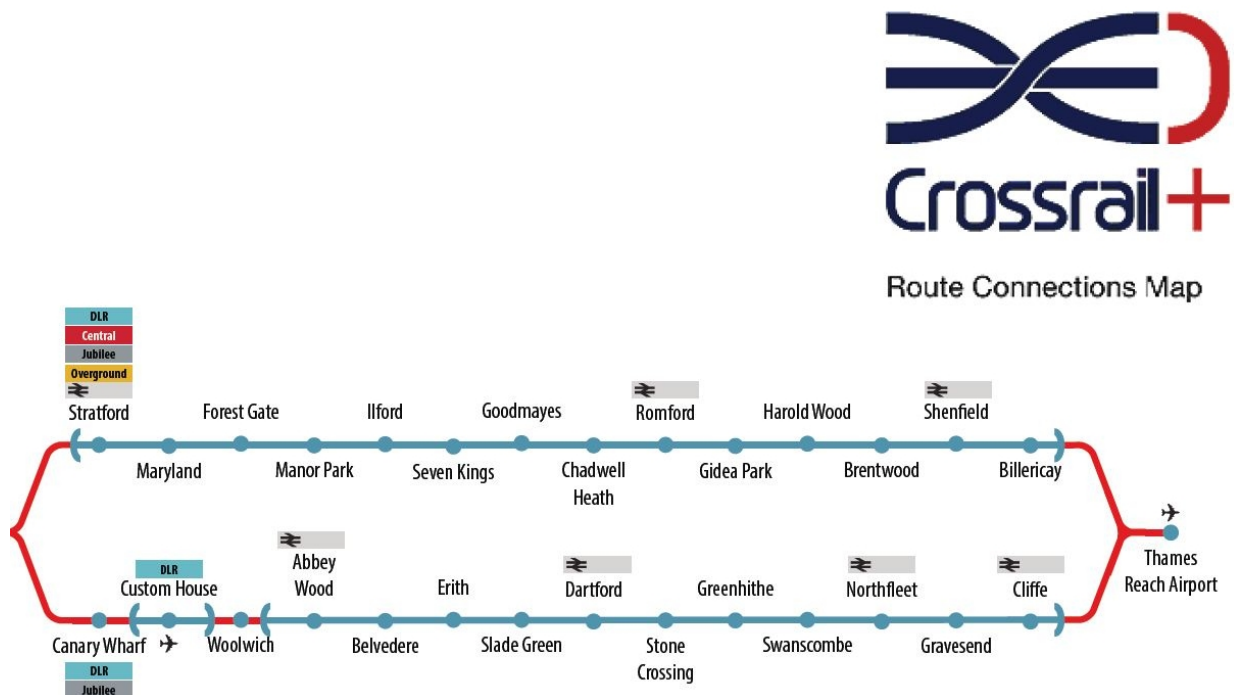 Crossrail+
Route Connections Map
DLR
Central
Jubilee
Overground
Stratford
Forest Gate
Ilford
Goodmayes
Romford
Harold Wood
Shenfield
Maryland
Manor Park
Seven Kings
Chadwell
Heath
Gidea Park
Brentwood
Billericay
Thames
Reach Airport
DLR
Custom House
Abbey
Wood
Erith
Dartford
Greenhithe
Northfleet
Cliffe
Canary Wharf
Woolwich
Belvedere
Slade Green
Stone
Crossing
Swanscombe
Gravesend
DLR
Jubilee